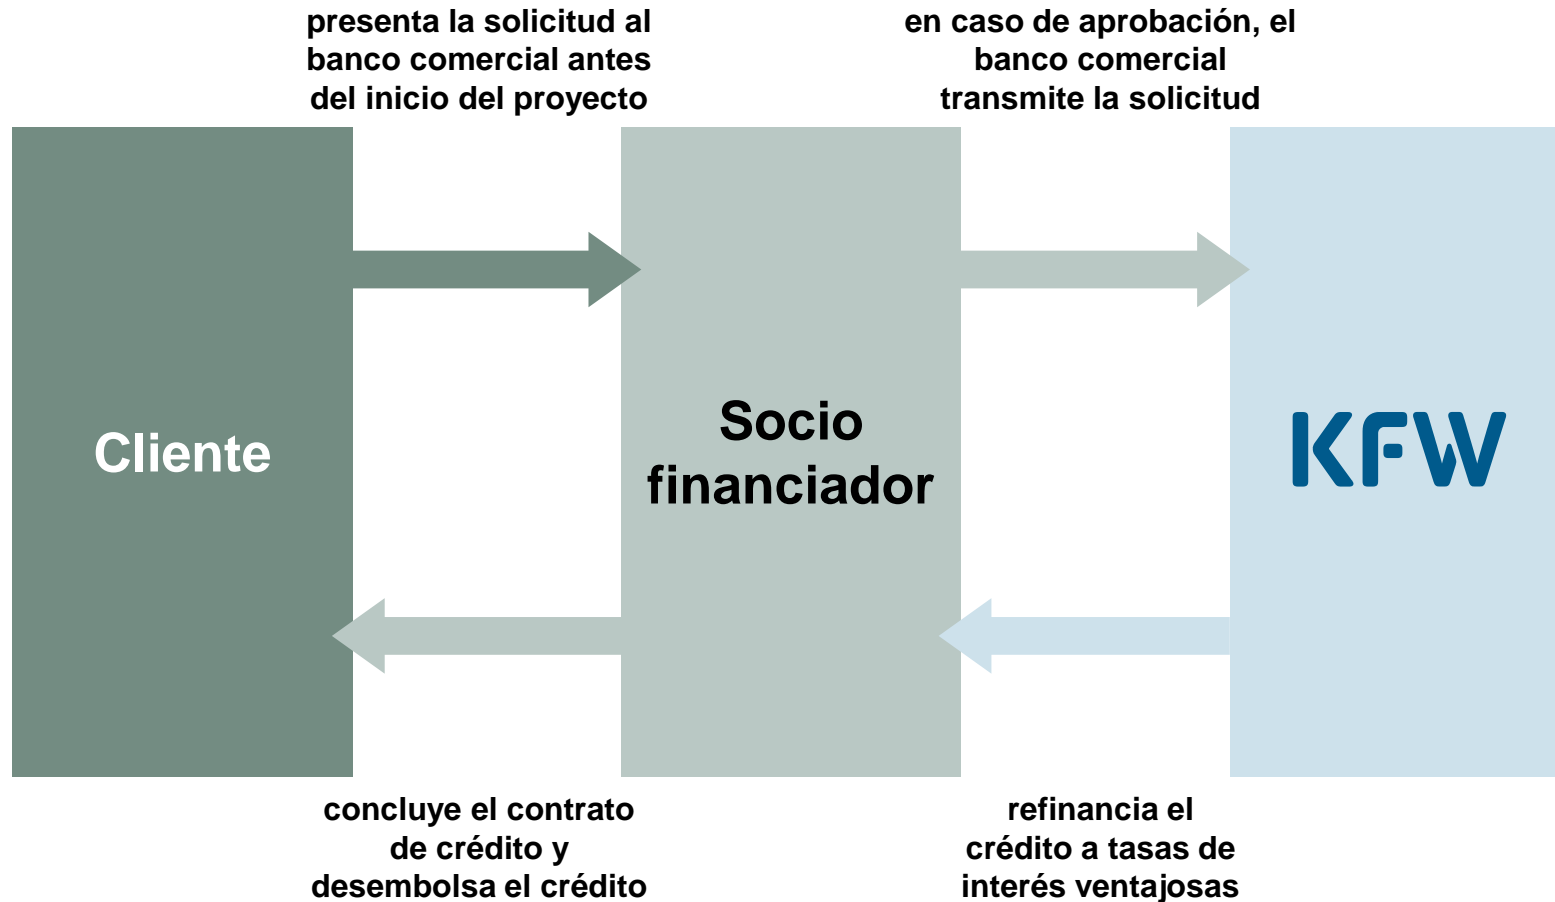 presenta la solicitud al
banco comercial antes
del inicio del proyecto
en caso de aprobación, el
banco comercial
transmite la solicitud
Cliente
Socio
financiador
KFW
concluye el contrato
de crédito y
desembolsa el crédito
refinancia el
crédito a tasas de
interés ventajosas